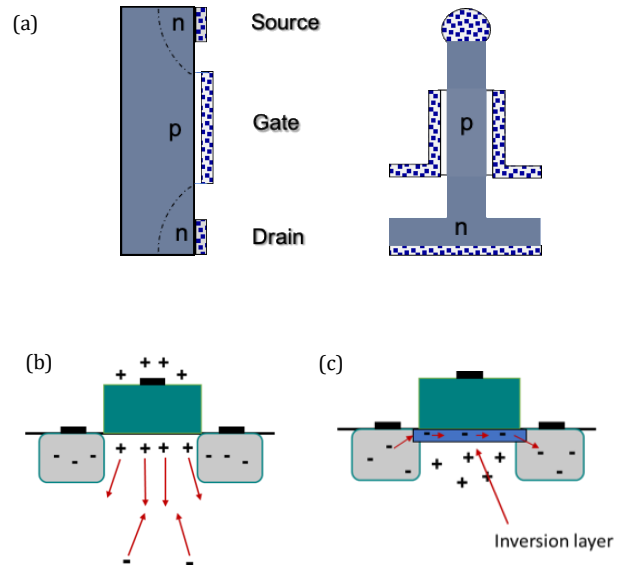 (a)
n
Source
p
Gate
n
Drain
p
n
(b)
+ + + +
+ + + +
- - - -
- - - -
- -
(c)
- - - -
- - - -
- - - -
+ + + + + +
Inversion layer